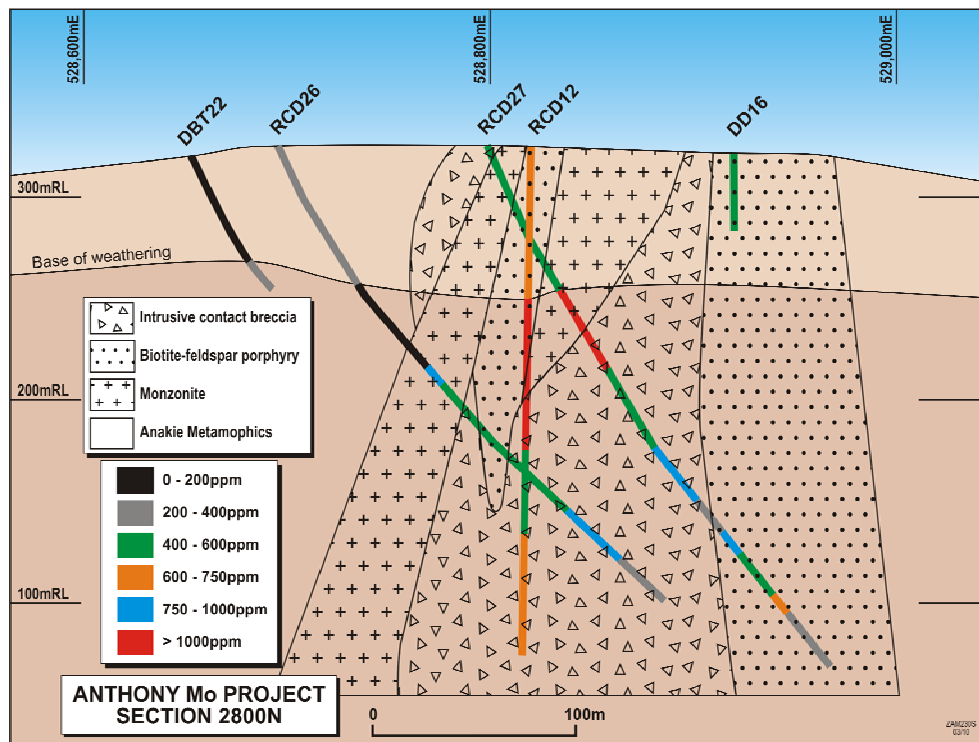 528,600mE
528,800mE
529,000mE
DBT22
RCD26
RCD27
RCD12
DD16
300mRL
Base of weathering
Intrusive contact breccia
Biotite-feldspar porphyry
200mRL
Monzonite
Anakie Metamophics
0 - 200ppm
200 - 400ppm
400 - 600ppm
600 - 750ppm
100mRL
750 - 1000ppm
> 1000ppm
ANTHONY Mo PROJECT
SECTION 2800N
0
100m
03/10